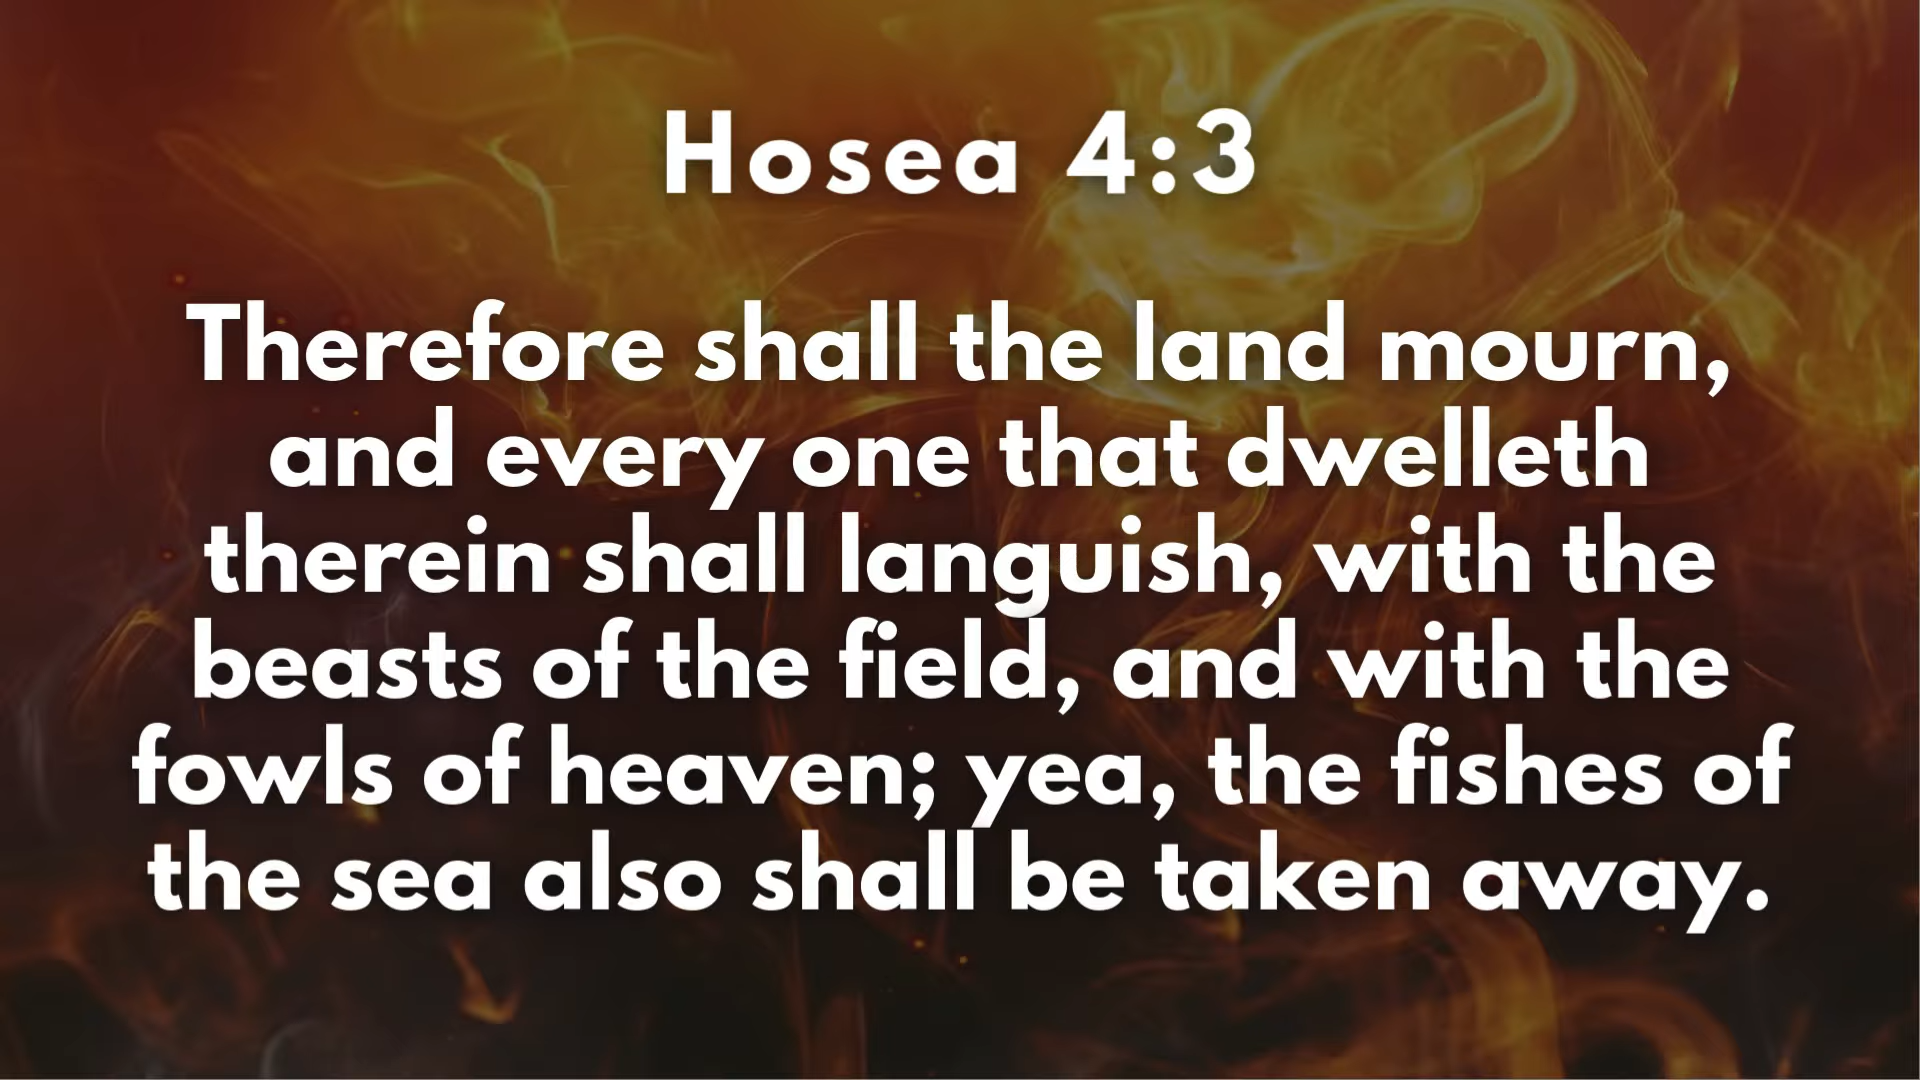 Hosea 4:3
Therefore shall the land mourn,
and every one that dwelleth
therein shall languish, with the
beasts of the field, and with the
fowls of heaven; yea, the fishes of
the sea also shall be taken away.